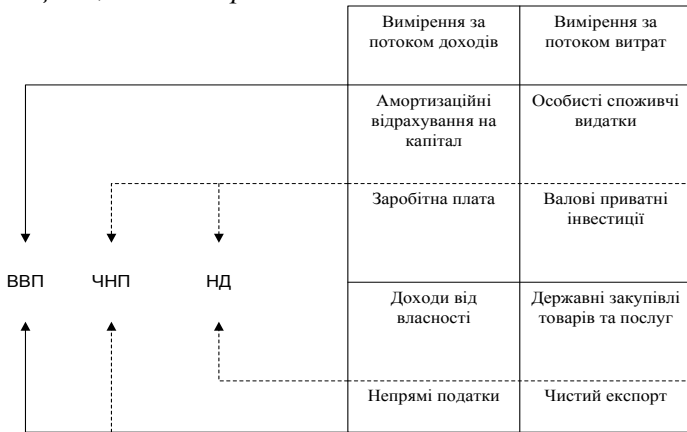 Вимірення за
потоком доходів
Вимірення за
потоком витрат
Амортизаційні
відрахування на
капітал
Особисті споживчі
видатки
Заробітна плата
Валові приватні
інвестиції
ВВП
ЧНП
НД
Доходи від
власності
Державні закупівлі
товарів та послуг
Непрямі податки
Чистий експорт